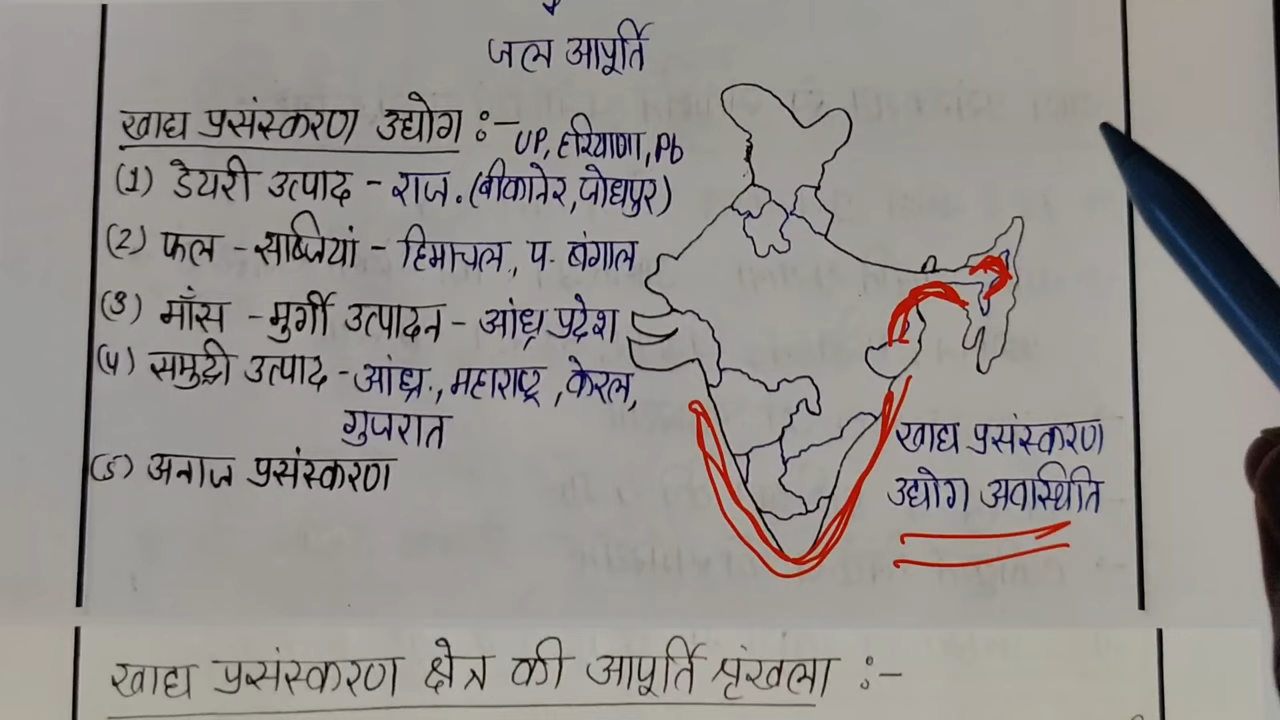 जल आपूर्ति
खाद्य प्रसंस्करण उद्योग :-
UP, हरियाणा, Pb
(1) डेयरी उत्पाद - राज. (बीकानेर, जोधपुर)
(2) फल - सब्जियां - हिमाचल, प. बंगाल
(3) माँस - मुर्गी उत्पादन - आंध्र प्रदेश
(4) समुद्री उत्पाद - आंध्र., महाराष्ट्र, केरल,
गुजरात
(5) अनाज प्रसंस्करण
खाद्य प्रसंस्करण
उद्योग अवस्थिति
खाद्य प्रसंस्करण क्षेत्र की आपूर्ति श्रृंखला :-